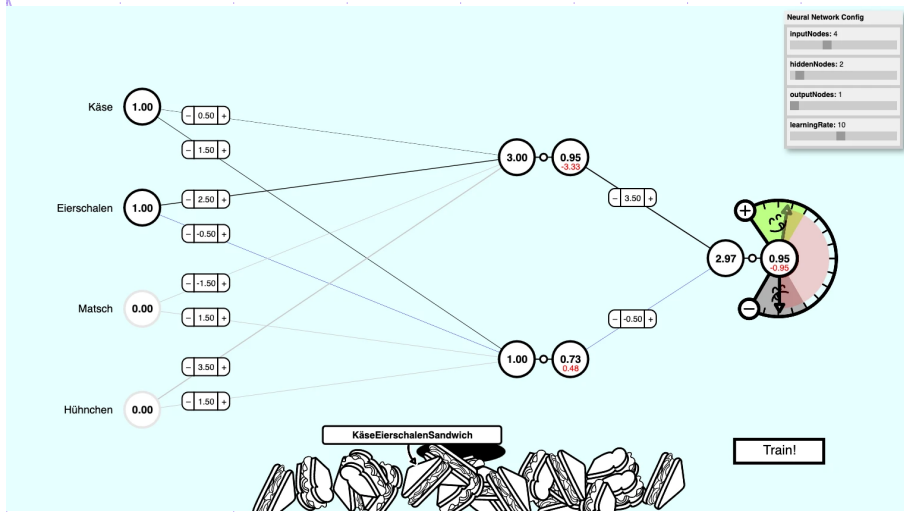 Neural Network Config
inputNodes: 4
hiddenNodes: 2
outputNodes: 1
learningRate: 10
Käse
1.00
- 0.50 +
- 1.50 +
3.00
0.95
-3.33
Eierschalen
1.00
- 2.50 +
- -0.50 +
- 3.50 +
+
2.97
0.95
-0.95
−
Matsch
0.00
- -1.50 +
- 1.50 +
- -0.50 +
1.00
0.73
0.48
Hühnchen
0.00
- 3.50 +
- 1.50 +
KäseEierschalenSandwich
Train!